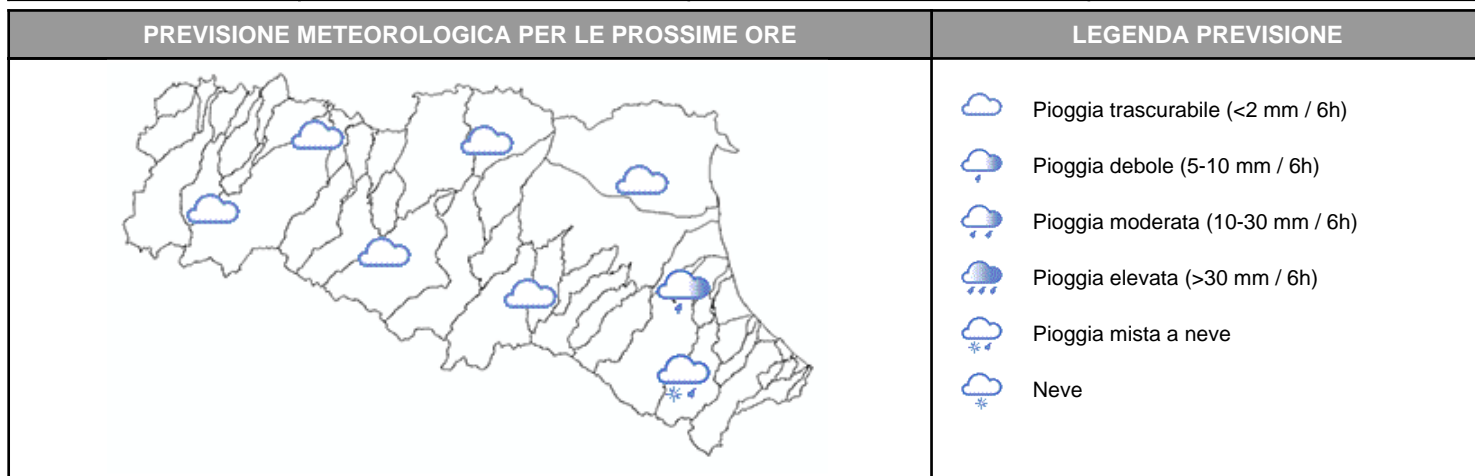 PREVISIONE METEOROLOGICA PER LE PROSSIME ORE
LEGENDA PREVISIONE
Pioggia trascurabile (<2 mm / 6h)
Pioggia debole (5-10 mm / 6h)
Pioggia moderata (10-30 mm / 6h)
Pioggia elevata (>30 mm / 6h)
Pioggia mista a neve
Neve